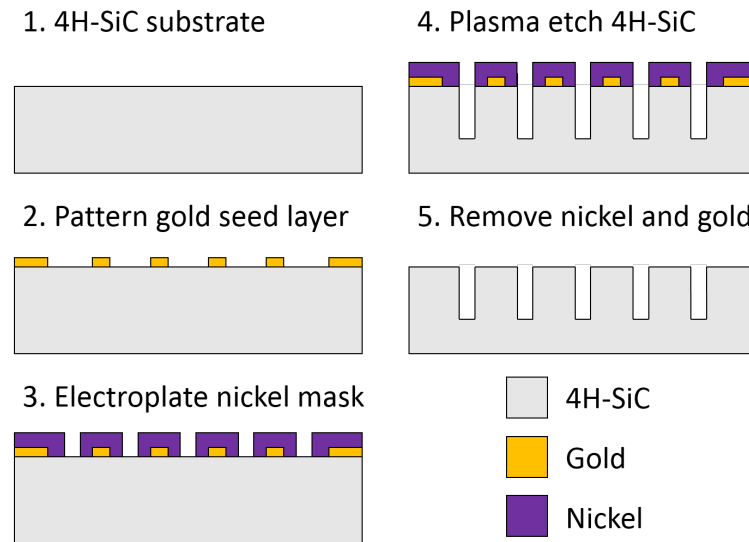 1. 4H-SiC substrate
2. Pattern gold seed layer
3. Electroplate nickel mask
4. Plasma etch 4H-SiC
5. Remove nickel and gold
4H-SiC
Gold
Nickel